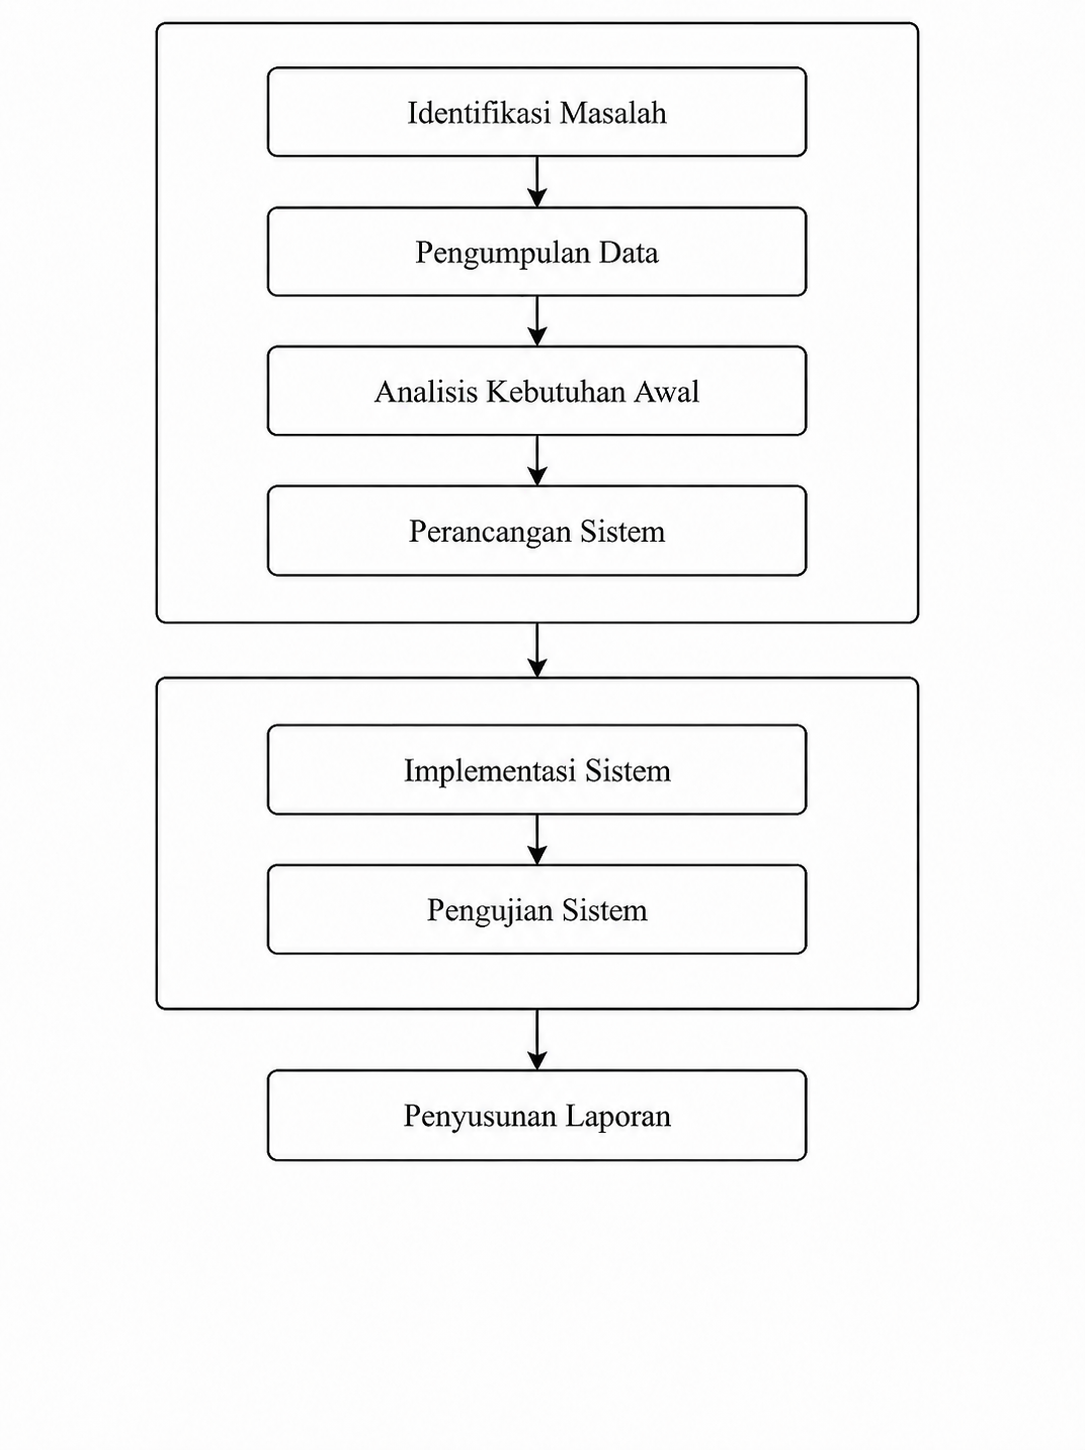 Identifikasi Masalah
Pengumpulan Data
Analisis Kebutuhan Awal
Perancangan Sistem
Implementasi Sistem
Pengujian Sistem
Penyusunan Laporan